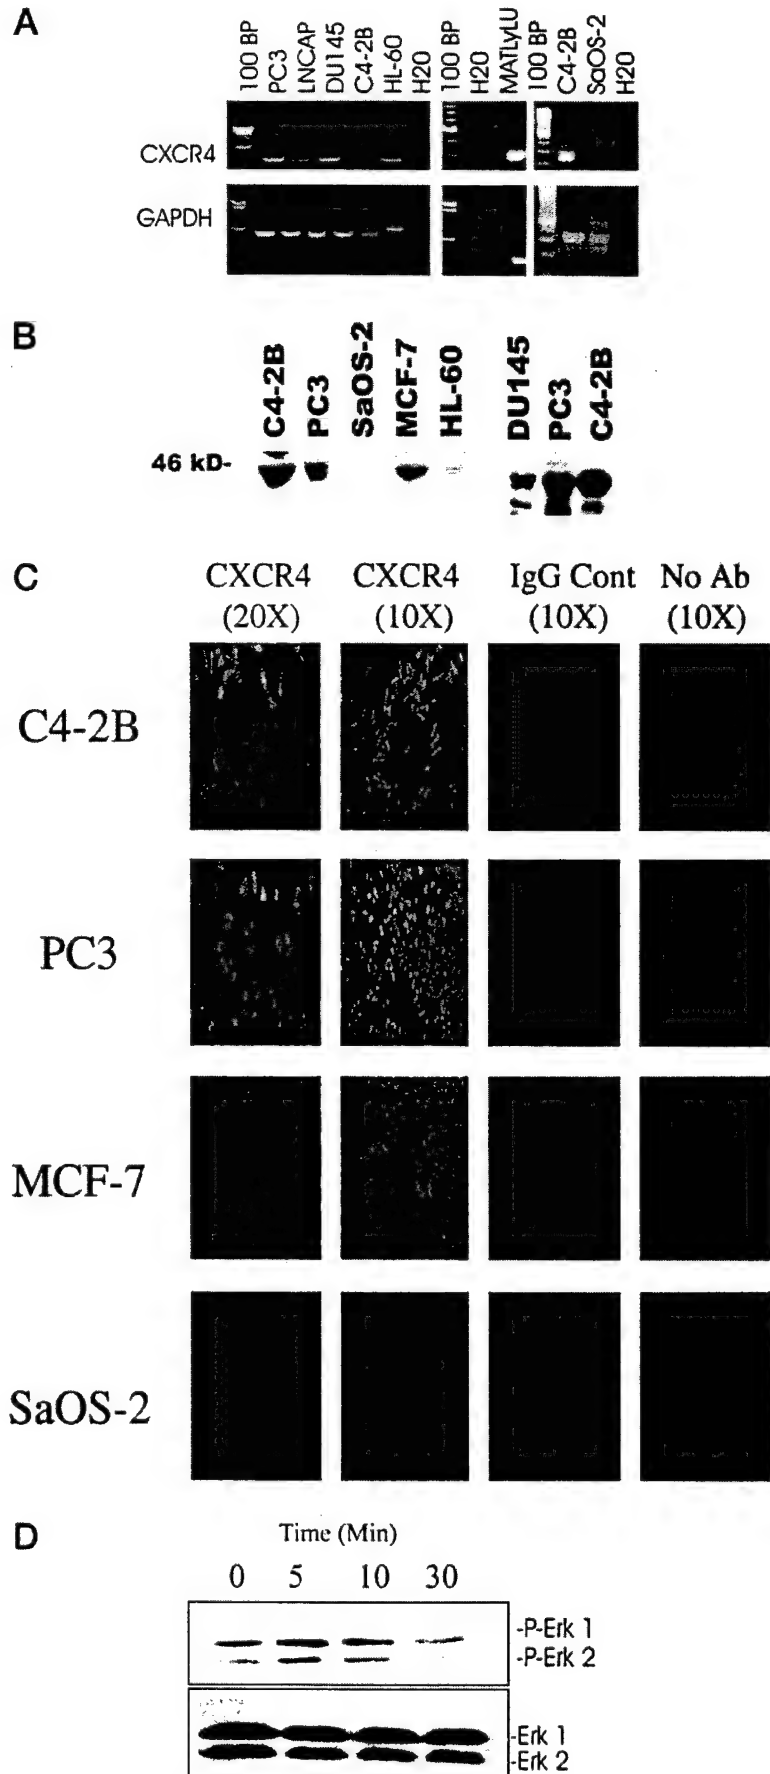 A
100 BP
PC3
LNCAP
DU145
C4-2B
HL-60
H20
100 BP
H20
MATLyLU
100 BP
C4-2B
SaOS-2
H20
CXCR4
GAPDH
B
C4-2B
PC3
SaOS-2
MCF-7
HL-60
DU145
PC3
C4-2B
46 kD-
C
CXCR4 (20X)
CXCR4 (10X)
IgG Cont (10X)
No Ab (10X)
C4-2B
PC3
MCF-7
SaOS-2
D
Time (Min)
0 5 10 30
-P-Erk 1
-P-Erk 2
-Erk 1
-Erk 2